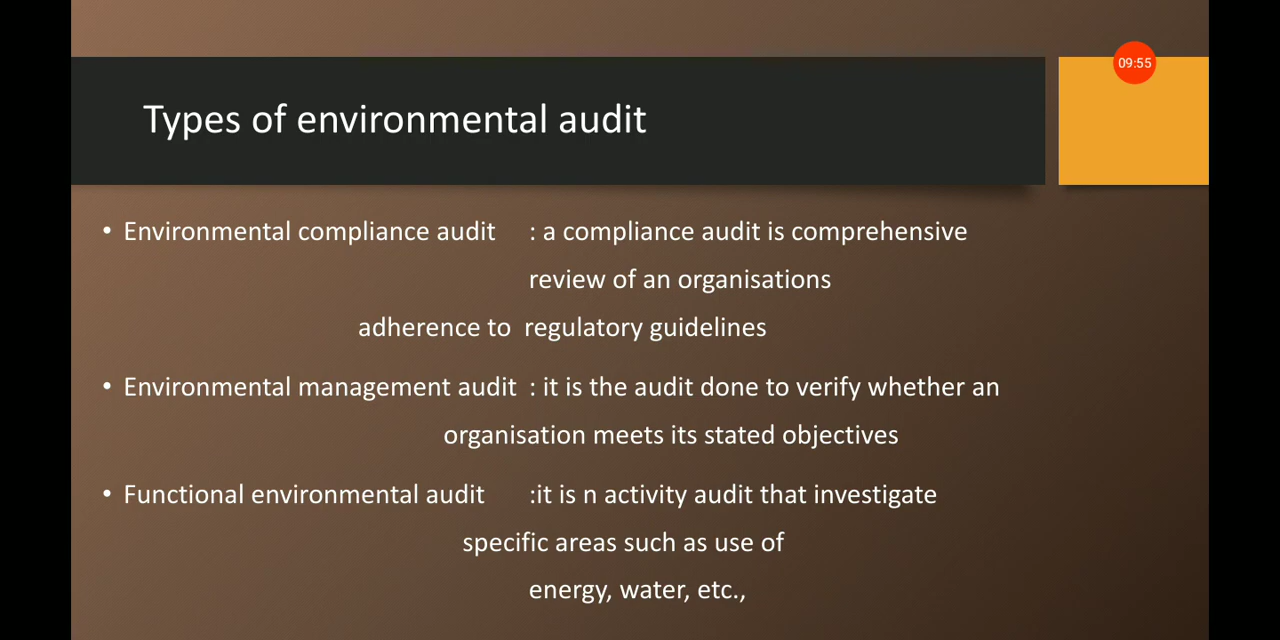 09:55
Types of environmental audit
• Environmental compliance audit : a compliance audit is comprehensive
review of an organisations
adherence to regulatory guidelines
• Environmental management audit : it is the audit done to verify whether an
organisation meets its stated objectives
• Functional environmental audit :it is n activity audit that investigate
specific areas such as use of
energy, water, etc.,